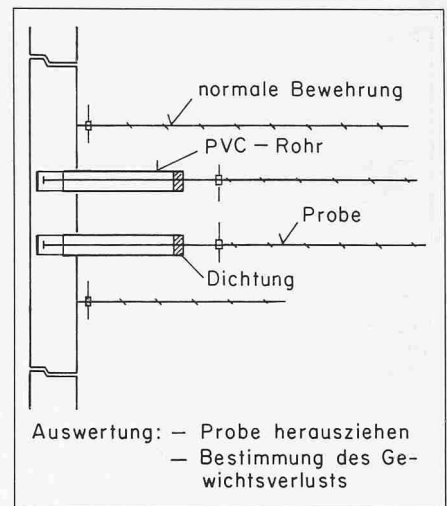 normale Bewehrung
PVC – Rohr
Probe
Dichtung
Auswertung: – Probe herausziehen
– Bestimmung des Ge-
wichtsverlusts